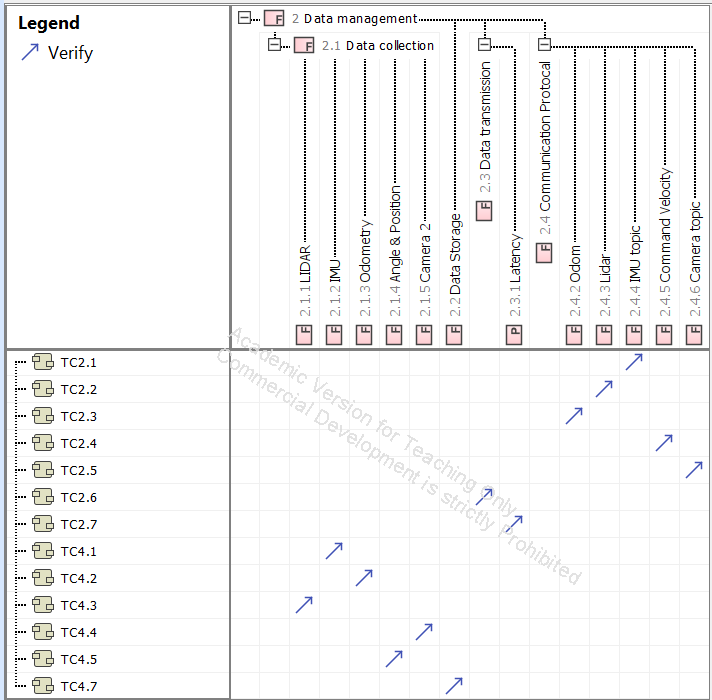 Legend
Verify
F 2 Data management
F 2.1 Data collection
F 2.1.1 LIDAR
F 2.1.2 IMU
F 2.1.3 Odometry
F 2.1.4 Angle & Position
F 2.1.5 Camera 2
F 2.2 Data Storage
F 2.3 Data transmission
P 2.3.1 Latency
F 2.4 Communication Protocal
F 2.4.2 Odom
F 2.4.3 Lidar
F 2.4.4 IMU topic
F 2.4.5 Command Velocity
F 2.4.6 Camera topic
TC2.1
TC2.2
TC2.3
TC2.4
TC2.5
TC2.6
TC2.7
TC4.1
TC4.2
TC4.3
TC4.4
TC4.5
TC4.7
Academic Version for Teaching Only
Commercial Development is strictly Prohibited